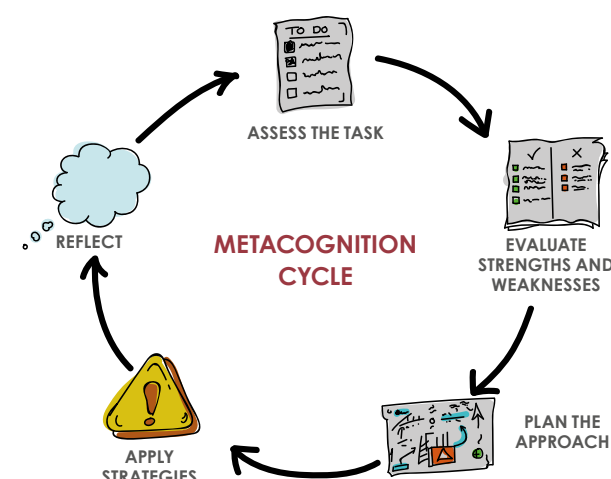 TO DO
ASSESS THE TASK
METACOGNITION
CYCLE
REFLECT
EVALUATE
STRENGTHS AND
WEAKNESSES
PLAN THE
APPROACH
APPLY
STRATEGIES